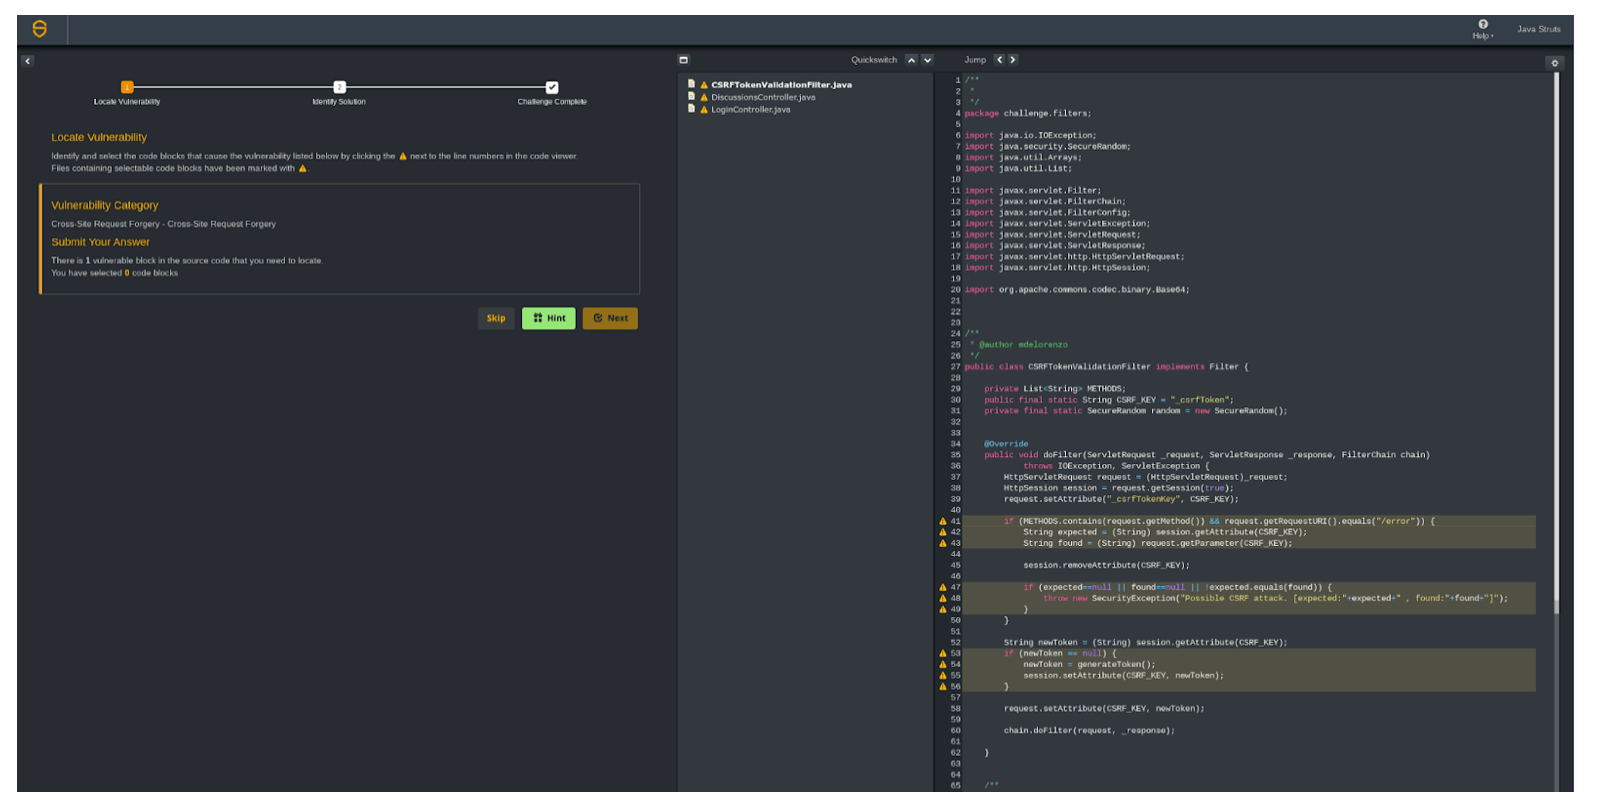 Help
Java Struts
Quickswitch
Jump
1
2
Locate Vulnerability
Identify Solution
Challenge Complete
Locate Vulnerability
Identify and select the code blocks that cause the vulnerability listed below by clicking the next to the line numbers in the code viewer.
Files containing selectable code blocks have been marked with .
Vulnerability Category
Cross-Site Request Forgery - Cross-Site Request Forgery
Submit Your Answer
There is 1 vulnerable block in the source code that you need to locate.
You have selected 0 code blocks
Skip
Hint
Next
CSRFTokenValidationFilter.java
DiscussionsController.java
LoginController.java
1 /**
2 *
3 */
4 package challenge.filters;
5
6 import java.io.IOException;
7 import java.security.SecureRandom;
8 import java.util.Arrays;
9 import java.util.List;
10
11 import javax.servlet.Filter;
12 import javax.servlet.FilterChain;
13 import javax.servlet.FilterConfig;
14 import javax.servlet.ServletException;
15 import javax.servlet.ServletRequest;
16 import javax.servlet.ServletResponse;
17 import javax.servlet.http.HttpServletRequest;
18 import javax.servlet.http.HttpSession;
19
20 import org.apache.commons.codec.binary.Base64;
21
22
23
24 /**
25 * @author mdelorenzo
26 */
27 public class CSRFTokenValidationFilter implements Filter {
28
29 private List<String> METHODS;
30 public final static String CSRF_KEY = "_csrfToken";
31 private final static SecureRandom random = new SecureRandom();
32
33
34 @Override
35 public void doFilter(ServletRequest _request, ServletResponse _response, FilterChain chain)
36 throws IOException, ServletException {
37 HttpServletRequest request = (HttpServletRequest)_request;
38 HttpSession session = request.getSession(true);
39 request.setAttribute("_csrfTokenKey", CSRF_KEY);
40
41 if (METHODS.contains(request.getMethod()) && request.getRequestURI().equals("/error")) {
42 String expected = (String) session.getAttribute(CSRF_KEY);
43 String found = (String) request.getParameter(CSRF_KEY);
44
45 session.removeAttribute(CSRF_KEY);
46
47 if (expected==null || found==null || !expected.equals(found)) {
48 throw new SecurityException("Possible CSRF attack. [expected:"+expected+" , found:"+found+"]");
49 }
50 }
51
52 String newToken = (String) session.getAttribute(CSRF_KEY);
53 if (newToken == null) {
54 newToken = generateToken();
55 session.setAttribute(CSRF_KEY, newToken);
56 }
57
58 request.setAttribute(CSRF_KEY, newToken);
59
60 chain.doFilter(request, _response);
61
62 }
63
64
65 /**